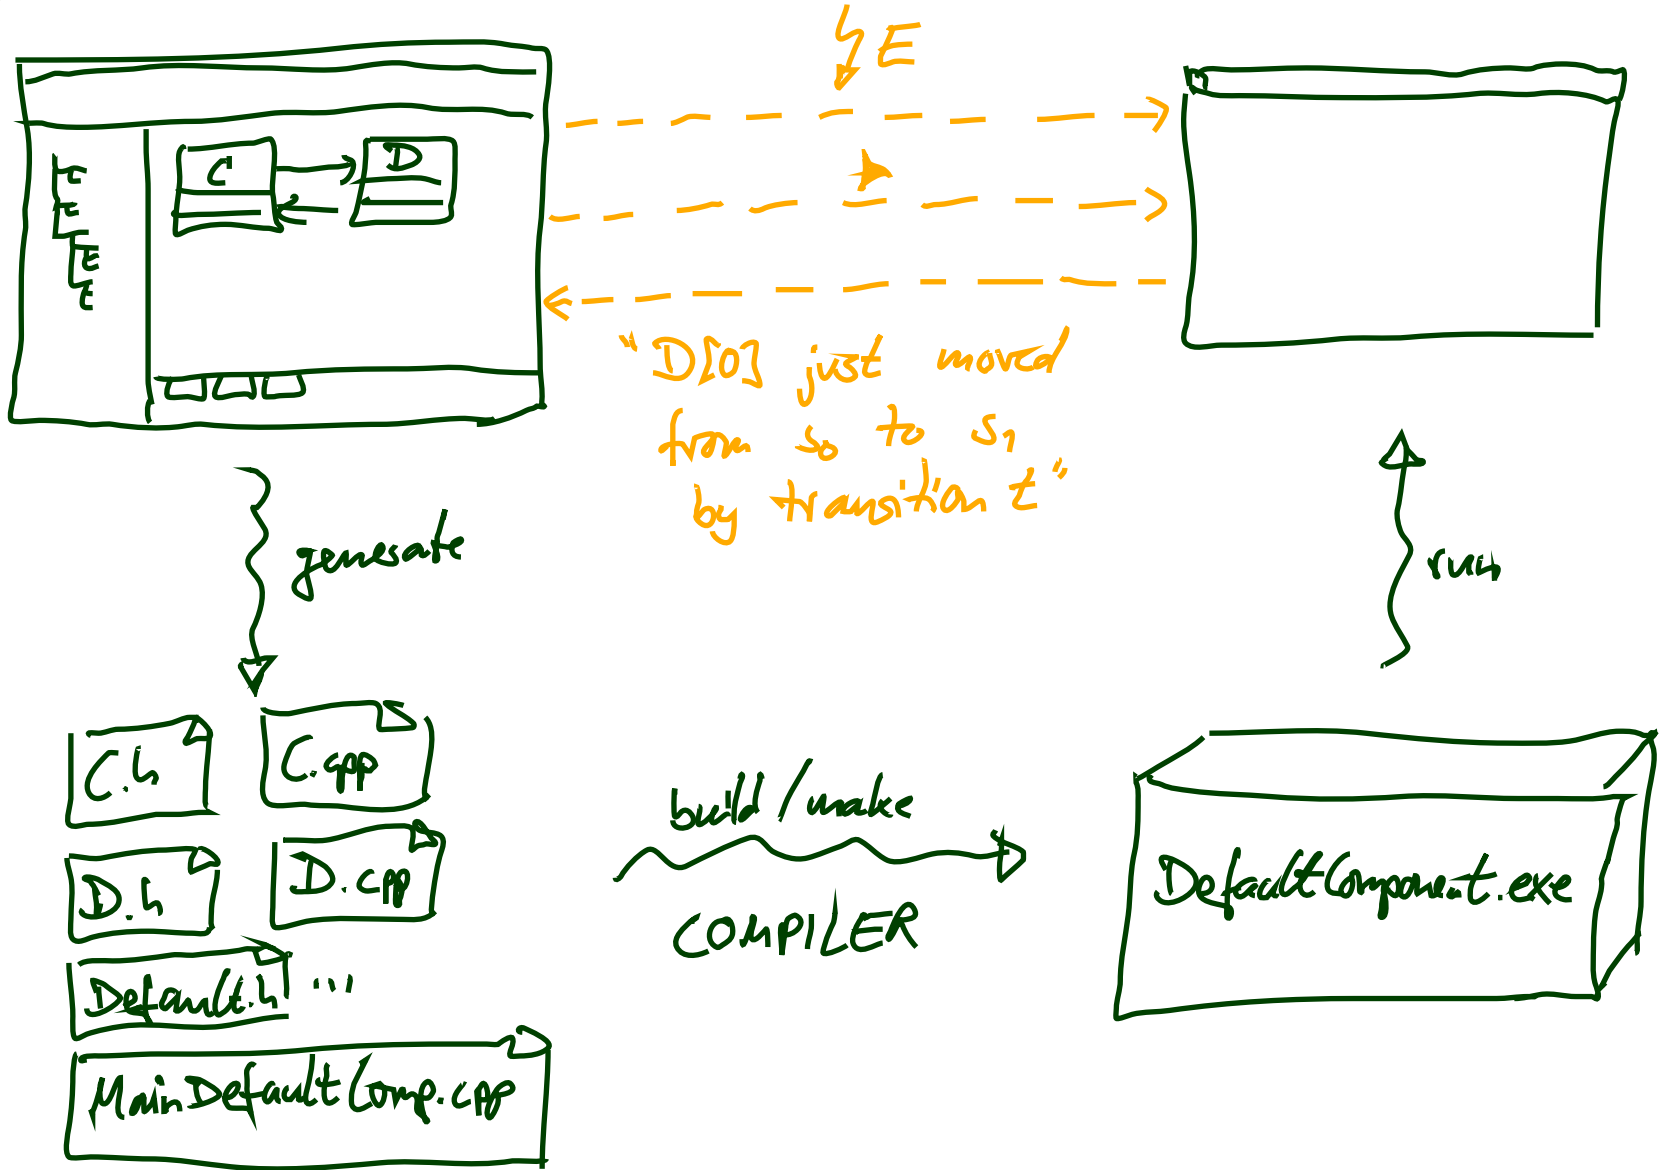 E
C
D
"D[0] just moved
from s0 to s1
by transition t"
generate
run
C.h
C.cpp
build/make
D.h
D.cpp
COMPILER
DefaultComponent.exe
Default.h ...
MainDefaultComp.cpp